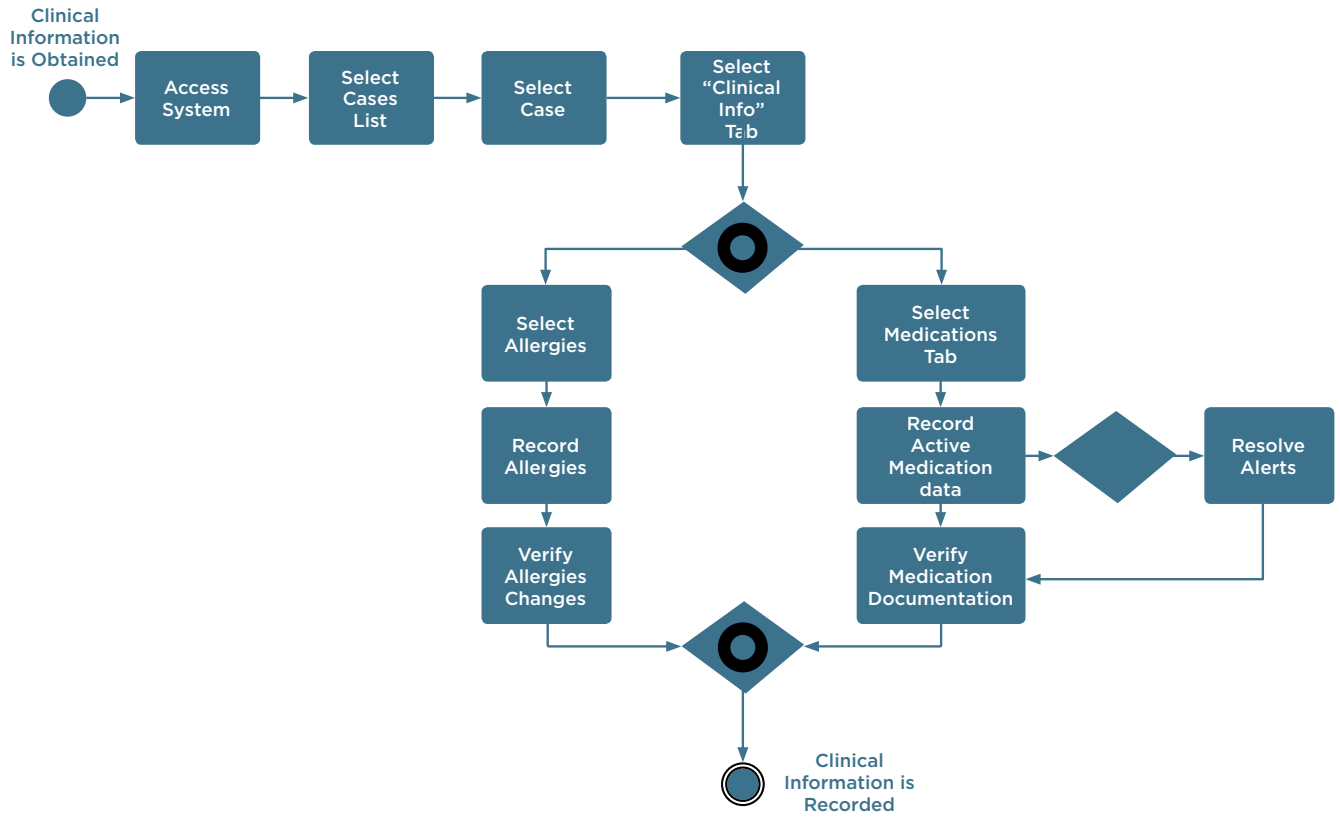 Clinical
Information
is Obtained
Access
System
Select
Cases
List
Select
Case
Select
“Clinical
Info”
Tab
Select
Allergies
Select
Medications
Tab
Record
Allergies
Record
Active
Medication
data
Resolve
Alerts
Verify
Allergies
Changes
Verify
Medication
Documentation
Clinical
Information is
Recorded